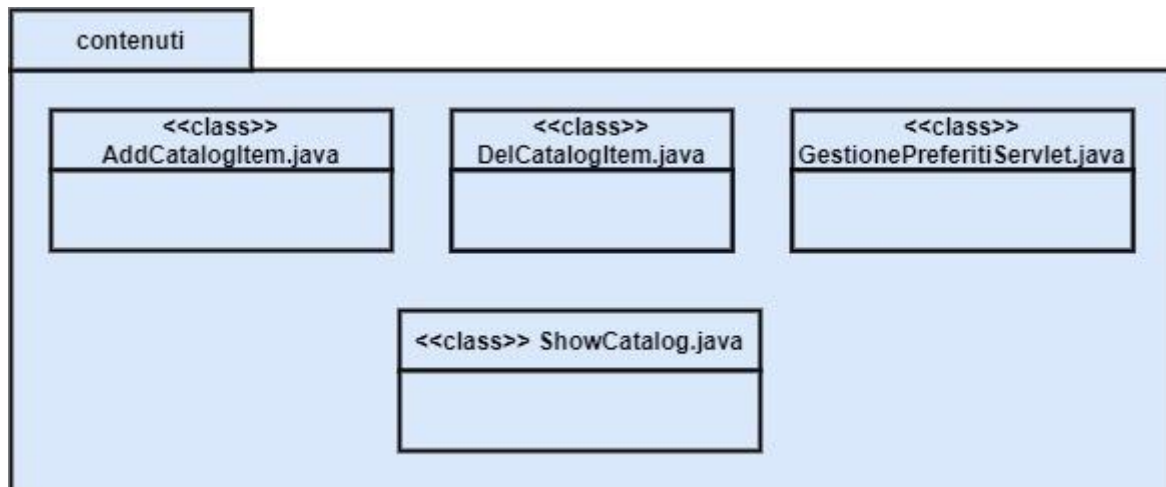 contenuti
<<class>>
AddCatalogItem.java
<<class>>
DelCatalogItem.java
<<class>>
GestionePreferitiServlet.java
<<class>> ShowCatalog.java